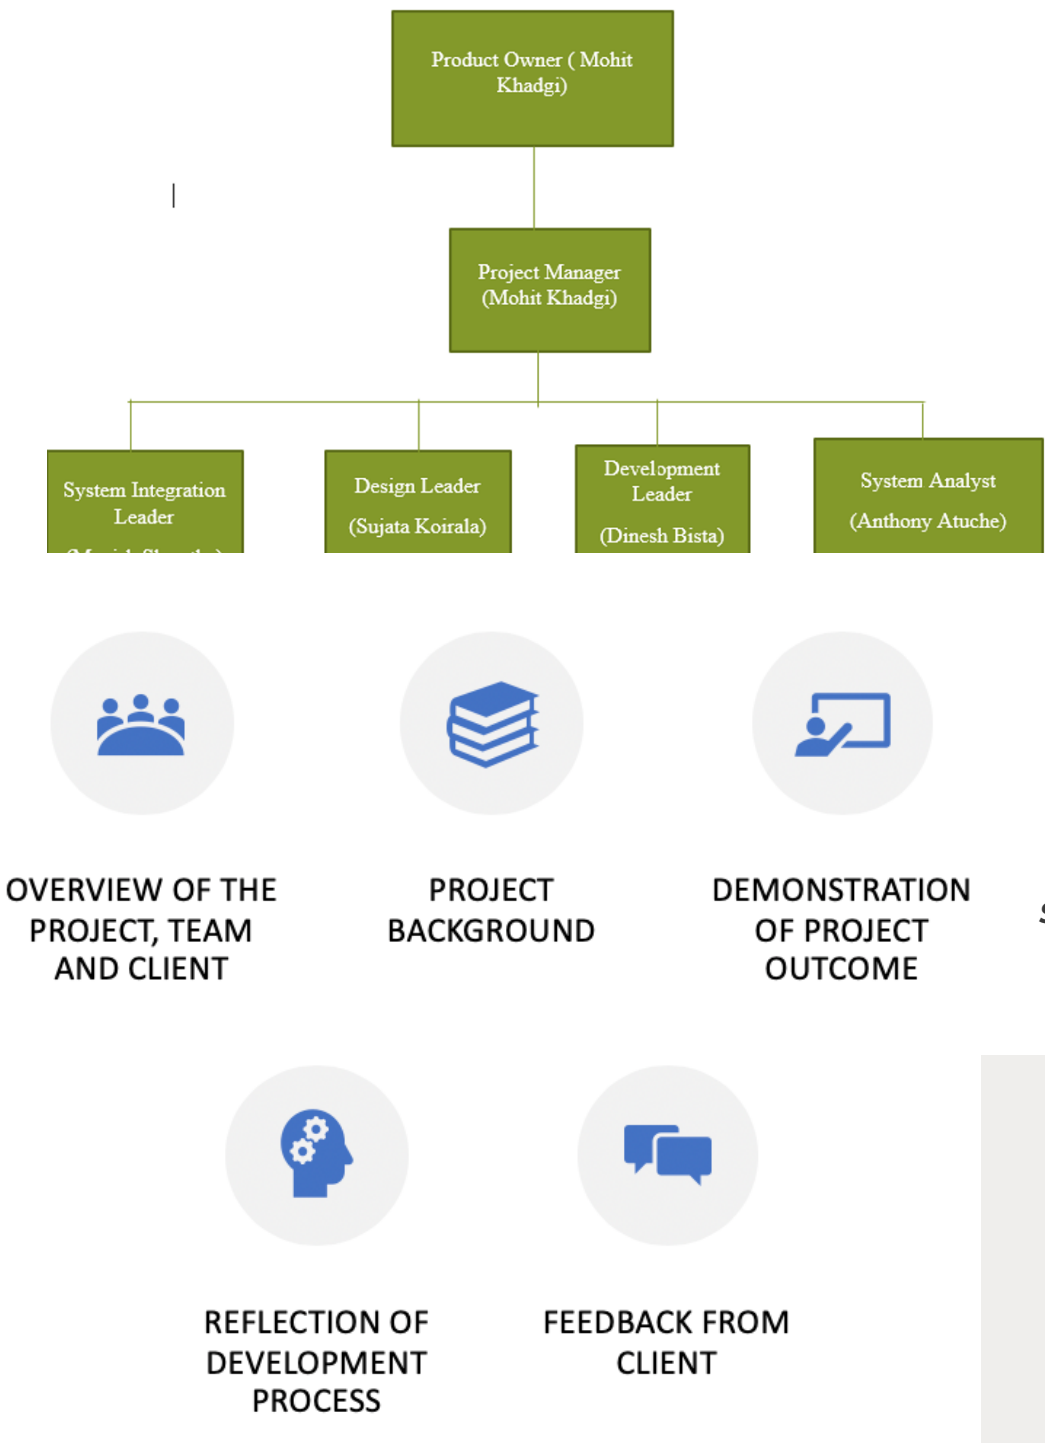 Product Owner ( Mohit
Khadgi)
Project Manager
(Mohit Khadgi)
System Integration
Leader
Design Leader
(Sujata Koirala)
Development
Leader
(Dinesh Bista)
System Analyst
(Anthony Atuche)
OVERVIEW OF THE
PROJECT, TEAM
AND CLIENT
PROJECT
BACKGROUND
DEMONSTRATION
OF PROJECT
OUTCOME
REFLECTION OF
DEVELOPMENT
PROCESS
FEEDBACK FROM
CLIENT